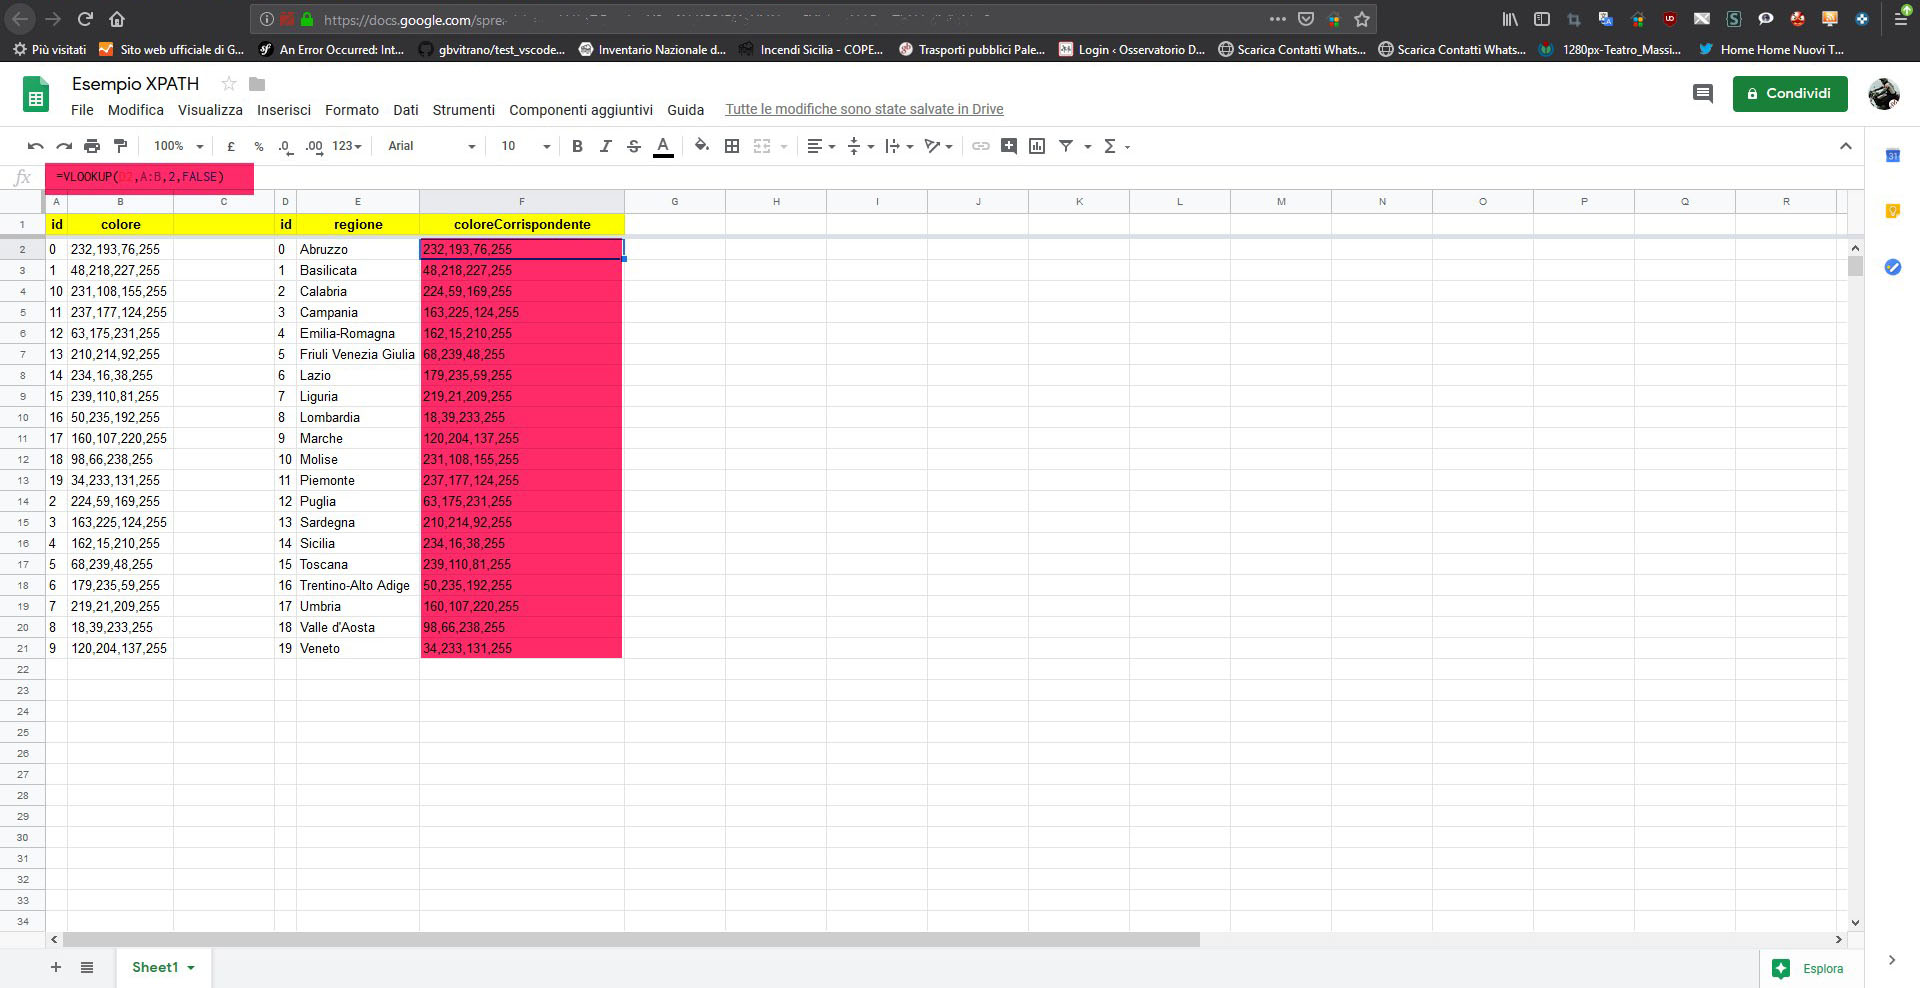 https://docs.google.com/spre
Più visitati
Sito web ufficiale di G...
An Error Occurred: Int...
gbvitrano/test_vscode...
Inventario Nazionale d...
Incendi Sicilia - COPE...
Trasporti pubblici Pale...
Login ‹ Osservatorio D...
Scarica Contatti Whats...
Scarica Contatti Whats...
1280px-Teatro_Massi...
Home Home Nuovi T...
Esempio XPATH
Condividi
File Modifica Visualizza Inserisci Formato Dati Strumenti Componenti aggiuntivi Guida Tutte le modifiche sono state salvate in Drive
100% £ % .0 .00 123 Arial 10 B I S A Σ
31
fx =VLOOKUP(D2,A:B,2,FALSE)
A B C D E F G H I J K L M N O P Q R
1 id colore id regione coloreCorrispondente
2 0 232,193,76,255 0 Abruzzo 232,193,76,255
3 1 48,218,227,255 1 Basilicata 48,218,227,255
4 10 231,108,155,255 2 Calabria 224,59,169,255
5 11 237,177,124,255 3 Campania 163,225,124,255
6 12 63,175,231,255 4 Emilia-Romagna 162,15,210,255
7 13 210,214,92,255 5 Friuli Venezia Giulia 68,239,48,255
8 14 234,16,38,255 6 Lazio 179,235,59,255
9 15 239,110,81,255 7 Liguria 219,21,209,255
10 16 50,235,192,255 8 Lombardia 18,39,233,255
11 17 160,107,220,255 9 Marche 120,204,137,255
12 18 98,66,238,255 10 Molise 231,108,155,255
13 19 34,233,131,255 11 Piemonte 237,177,124,255
14 2 224,59,169,255 12 Puglia 63,175,231,255
15 3 163,225,124,255 13 Sardegna 210,214,92,255
16 4 162,15,210,255 14 Sicilia 234,16,38,255
17 5 68,239,48,255 15 Toscana 239,110,81,255
18 6 179,235,59,255 16 Trentino-Alto Adige 50,235,192,255
19 7 219,21,209,255 17 Umbria 160,107,220,255
20 8 18,39,233,255 18 Valle d'Aosta 98,66,238,255
21 9 120,204,137,255 19 Veneto 34,233,131,255
22
23
24
25
26
27
28
29
30
31
32
33
34
Sheet1
Esplora